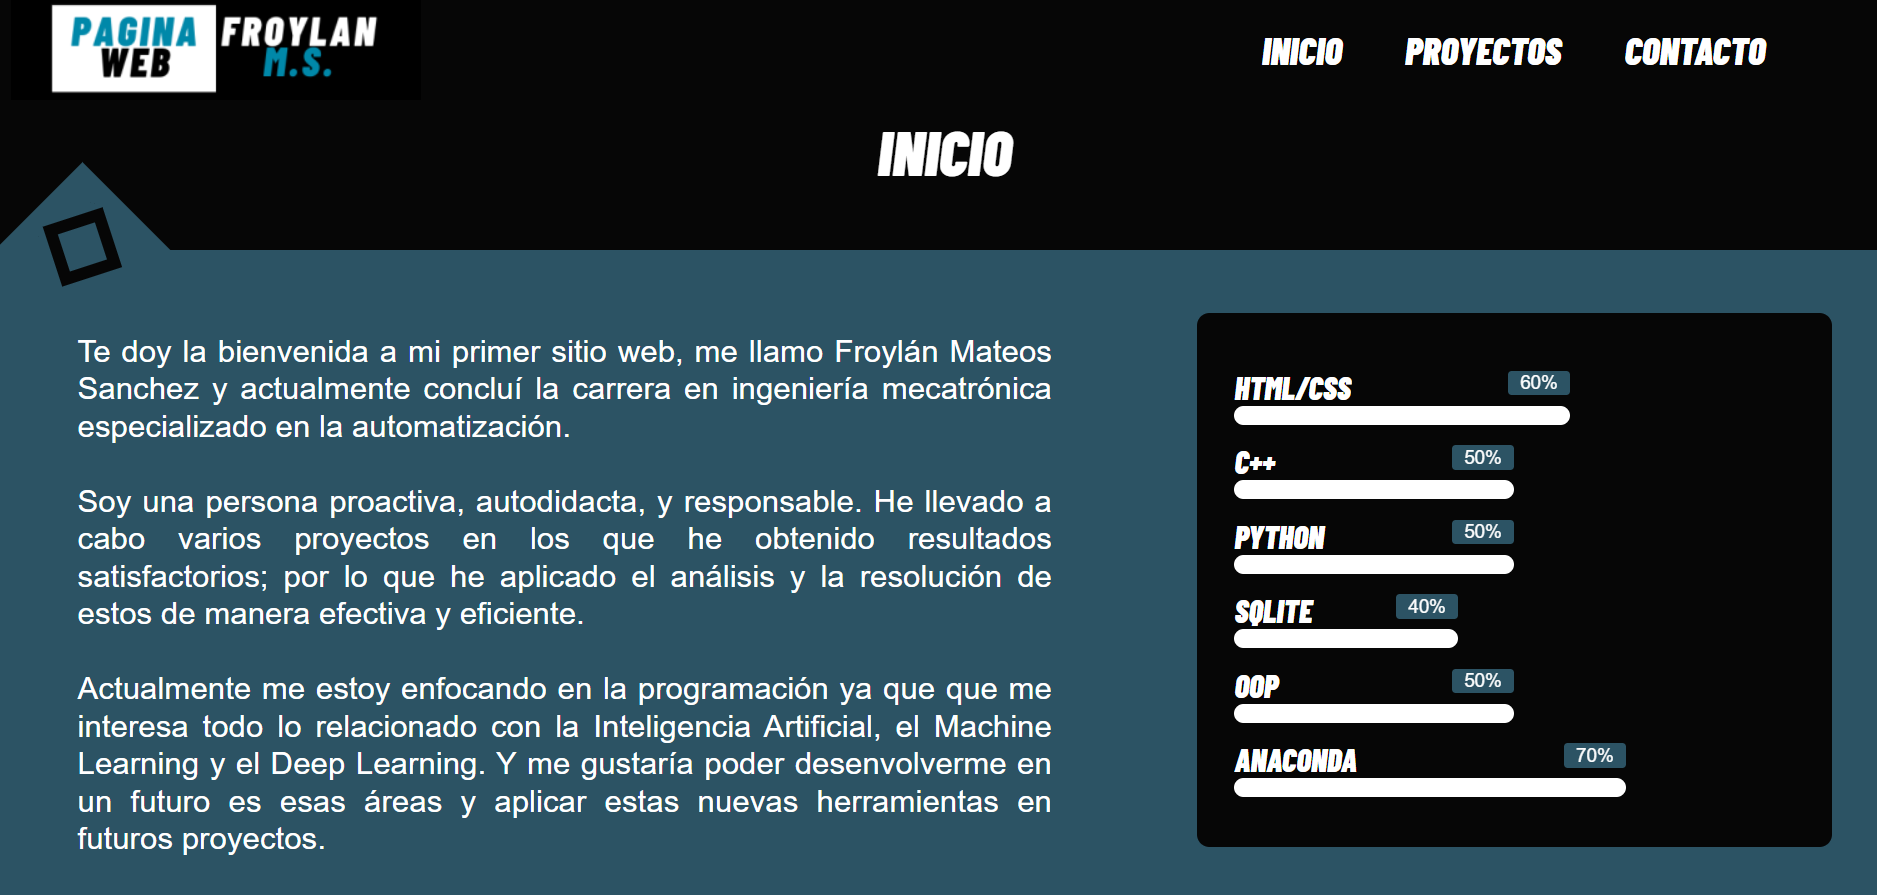 PAGINA
WEB
FROYLAN
M.S.
INICIO
PROYECTOS
CONTACTO
INICIO
Te doy la bienvenida a mi primer sitio web, me llamo Froylán Mateos
Sanchez y actualmente concluí la carrera en ingeniería mecatrónica
especializado en la automatización.
Soy una persona proactiva, autodidacta, y responsable. He llevado a
cabo varios proyectos en los que he obtenido resultados
satisfactorios; por lo que he aplicado el análisis y la resolución de
estos de manera efectiva y eficiente.
Actualmente me estoy enfocando en la programación ya que que me
interesa todo lo relacionado con la Inteligencia Artificial, el Machine
Learning y el Deep Learning. Y me gustaría poder desenvolverme en
un futuro es esas áreas y aplicar estas nuevas herramientas en
futuros proyectos.
HTML/CSS 60%
C++ 50%
PYTHON 50%
SQLITE 40%
OOP 50%
ANACONDA 70%